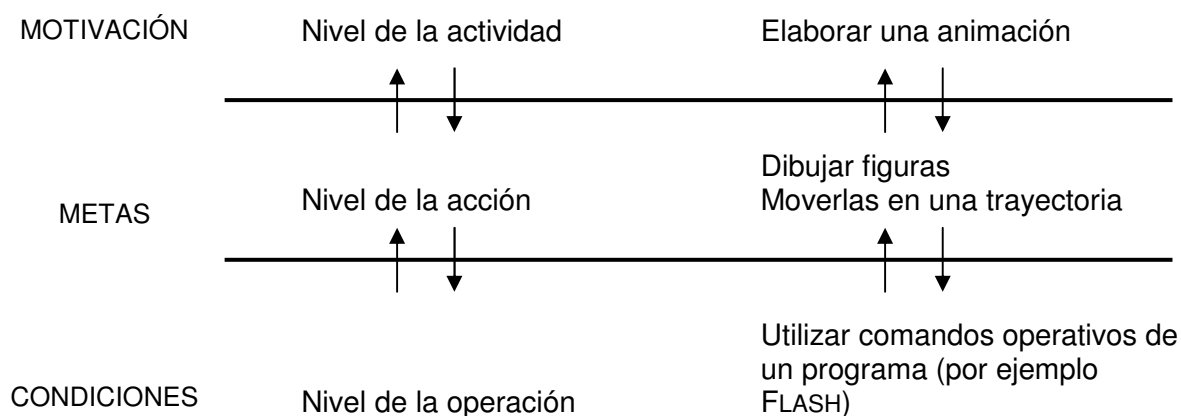 MOTIVACIÓN Nivel de la actividad Elaborar una animación
Dibujar figuras
METAS Nivel de la acción Moverlas en una trayectoria
Utilizar comandos operativos de
un programa (por ejemplo
CONDICIONES Nivel de la operación FLASH)